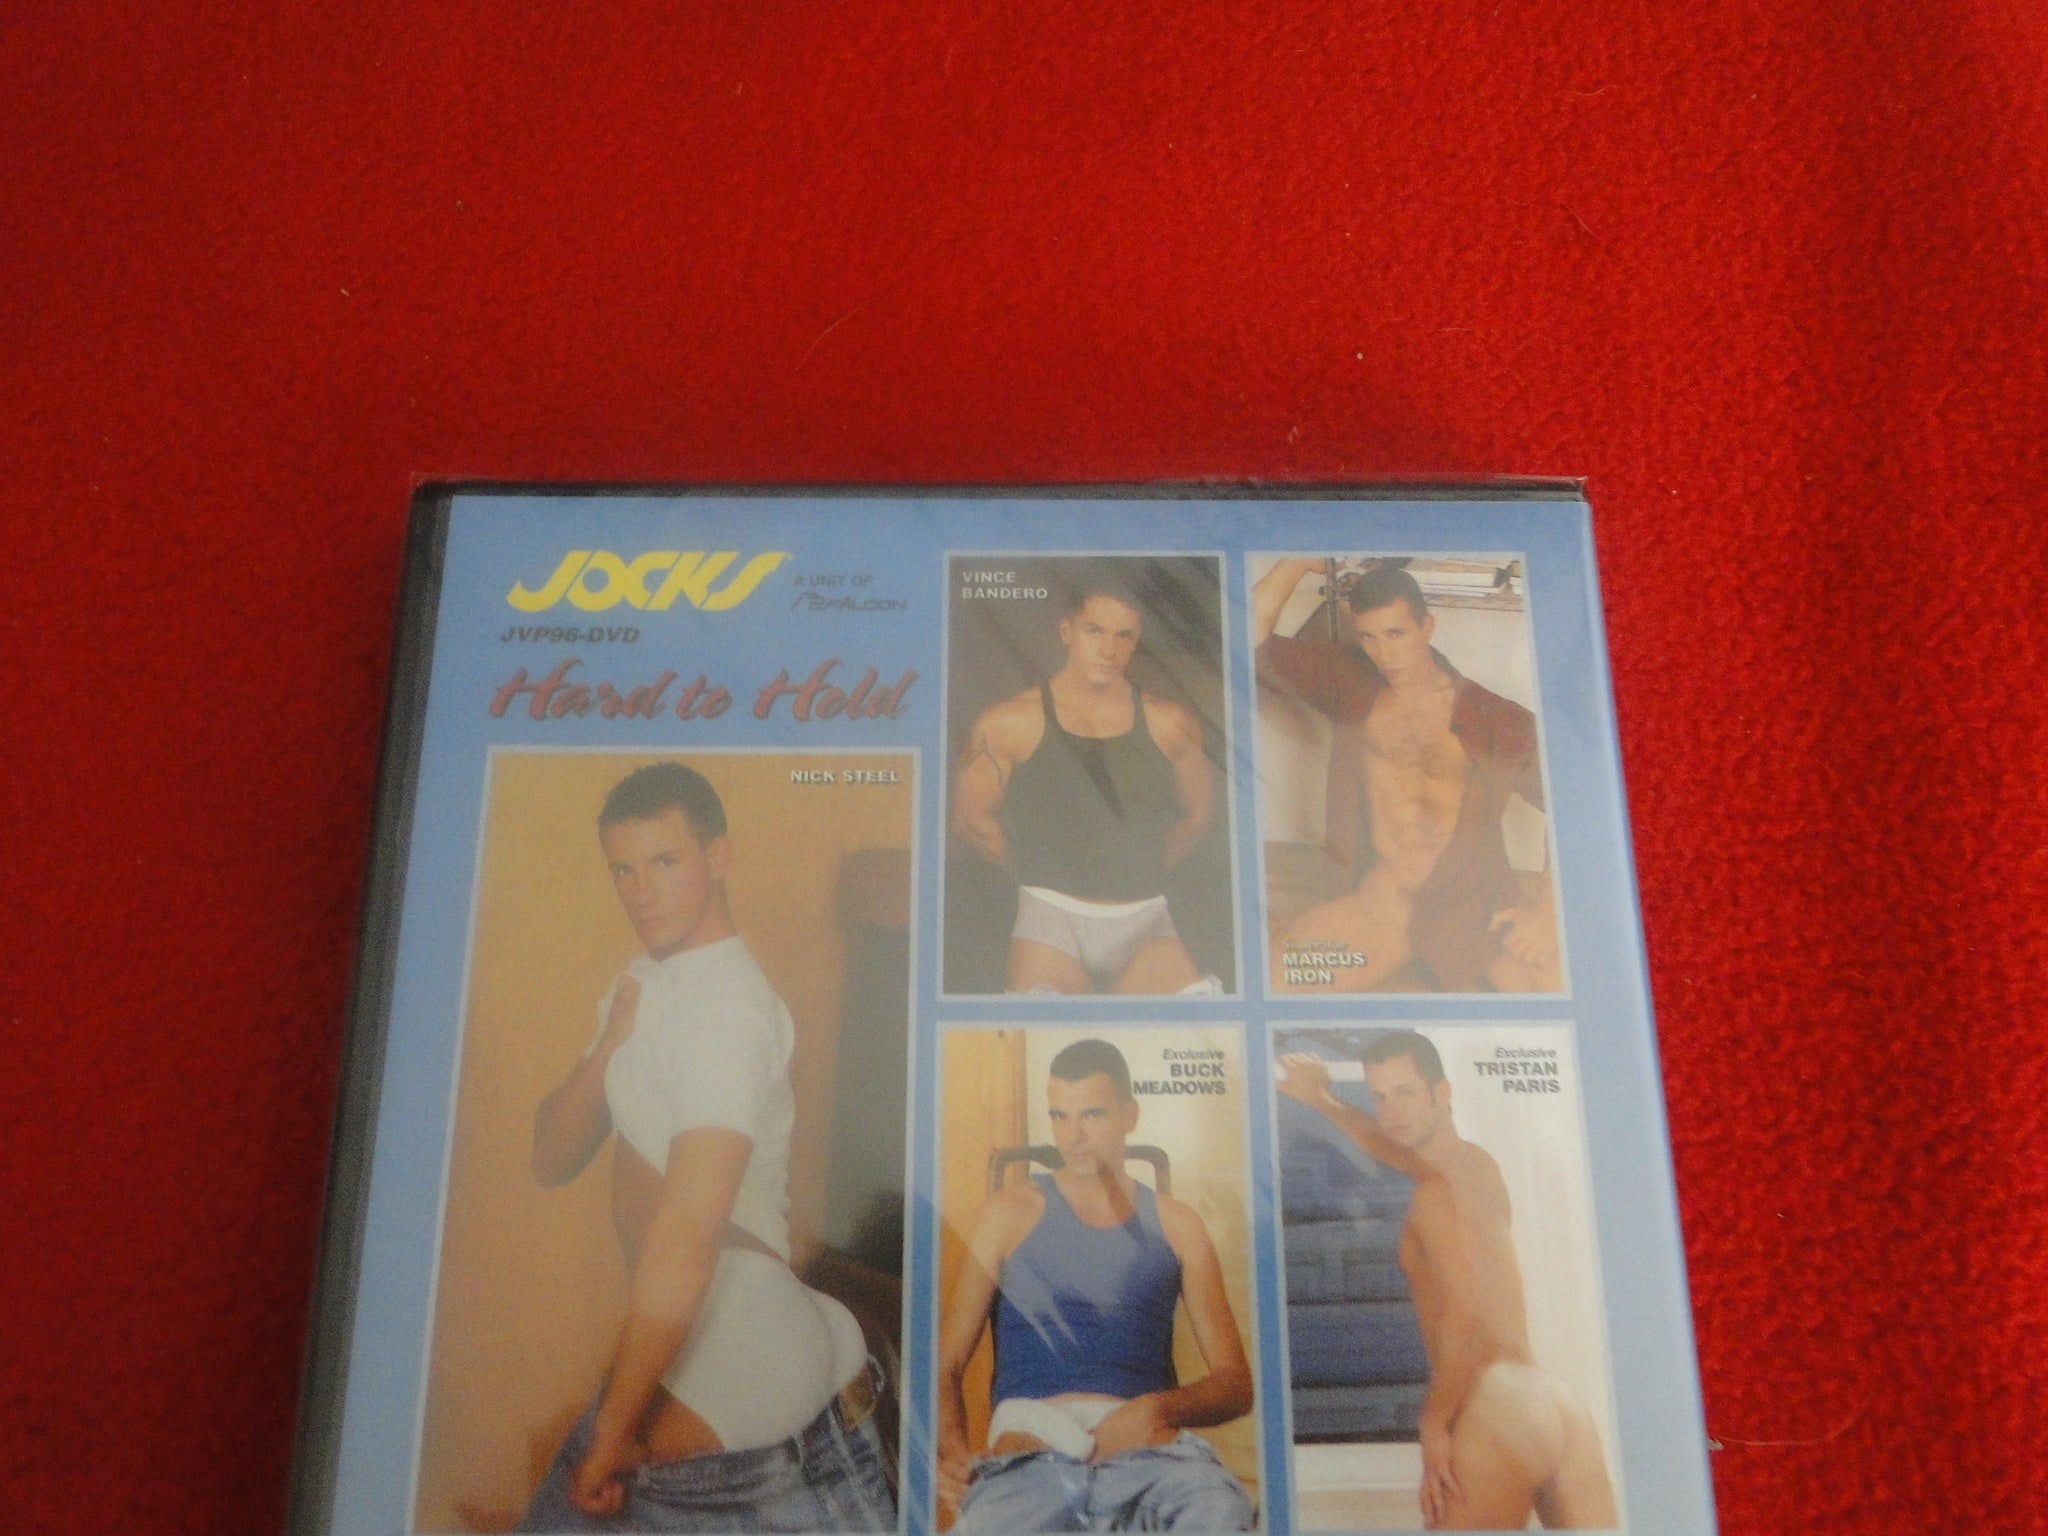 JOCKS
A UNIT OF
FALCON
JVP96-DVD
Hard to Hold
NICK STEEL
VINCE
BANDERO
MARCUS
IRON
Exclusive
BUCK
MEADOWS
Exclusive
TRISTAN
PARIS